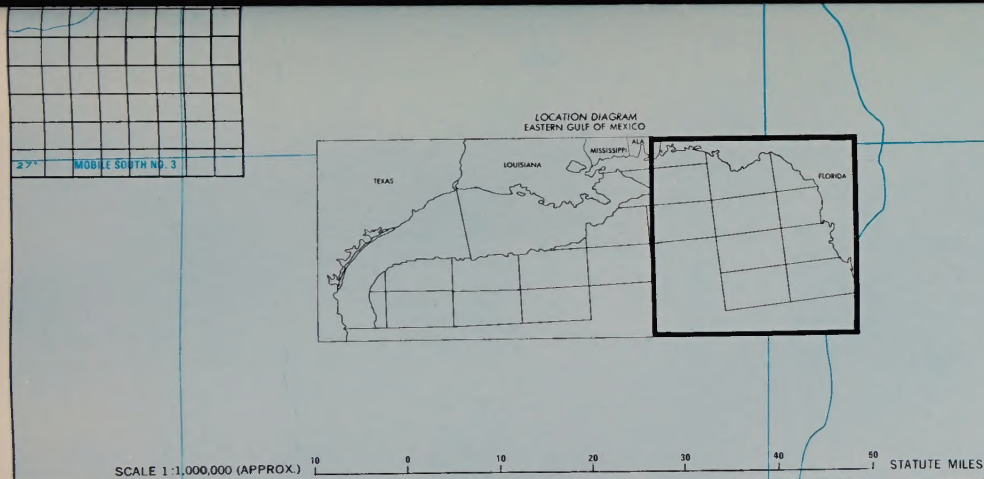 LOCATION DIAGRAM
EASTERN GULF OF MEXICO
27° MOBILE SOUTH NO. 3
TEXAS
LOUISIANA
MISSISSIPPI
ALA
FLORIDA
SCALE 1:1,000,000 (APPROX.)
10 0 10 20 30 40 50 STATUTE MILES